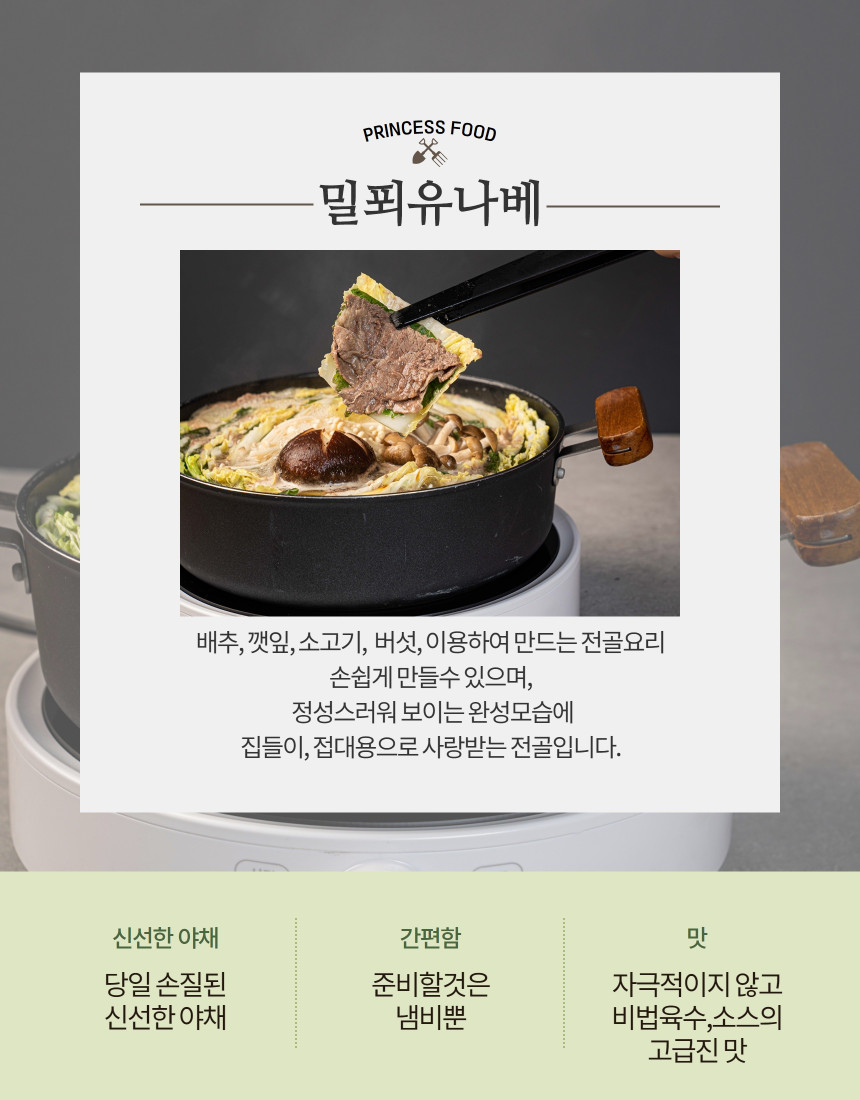 PRINCESS FOOD
밀푀유나베
배추, 깻잎, 소고기, 버섯, 이용하여 만드는 전골요리
손쉽게 만들수 있으며,
정성스러워 보이는 완성모습에
집들이, 접대용으로 사랑받는 전골입니다.
신선한 야채
당일 손질된
신선한 야채
간편함
준비할것은
냄비뿐
맛
자극적이지 않고
비법육수,소스의
고급진 맛